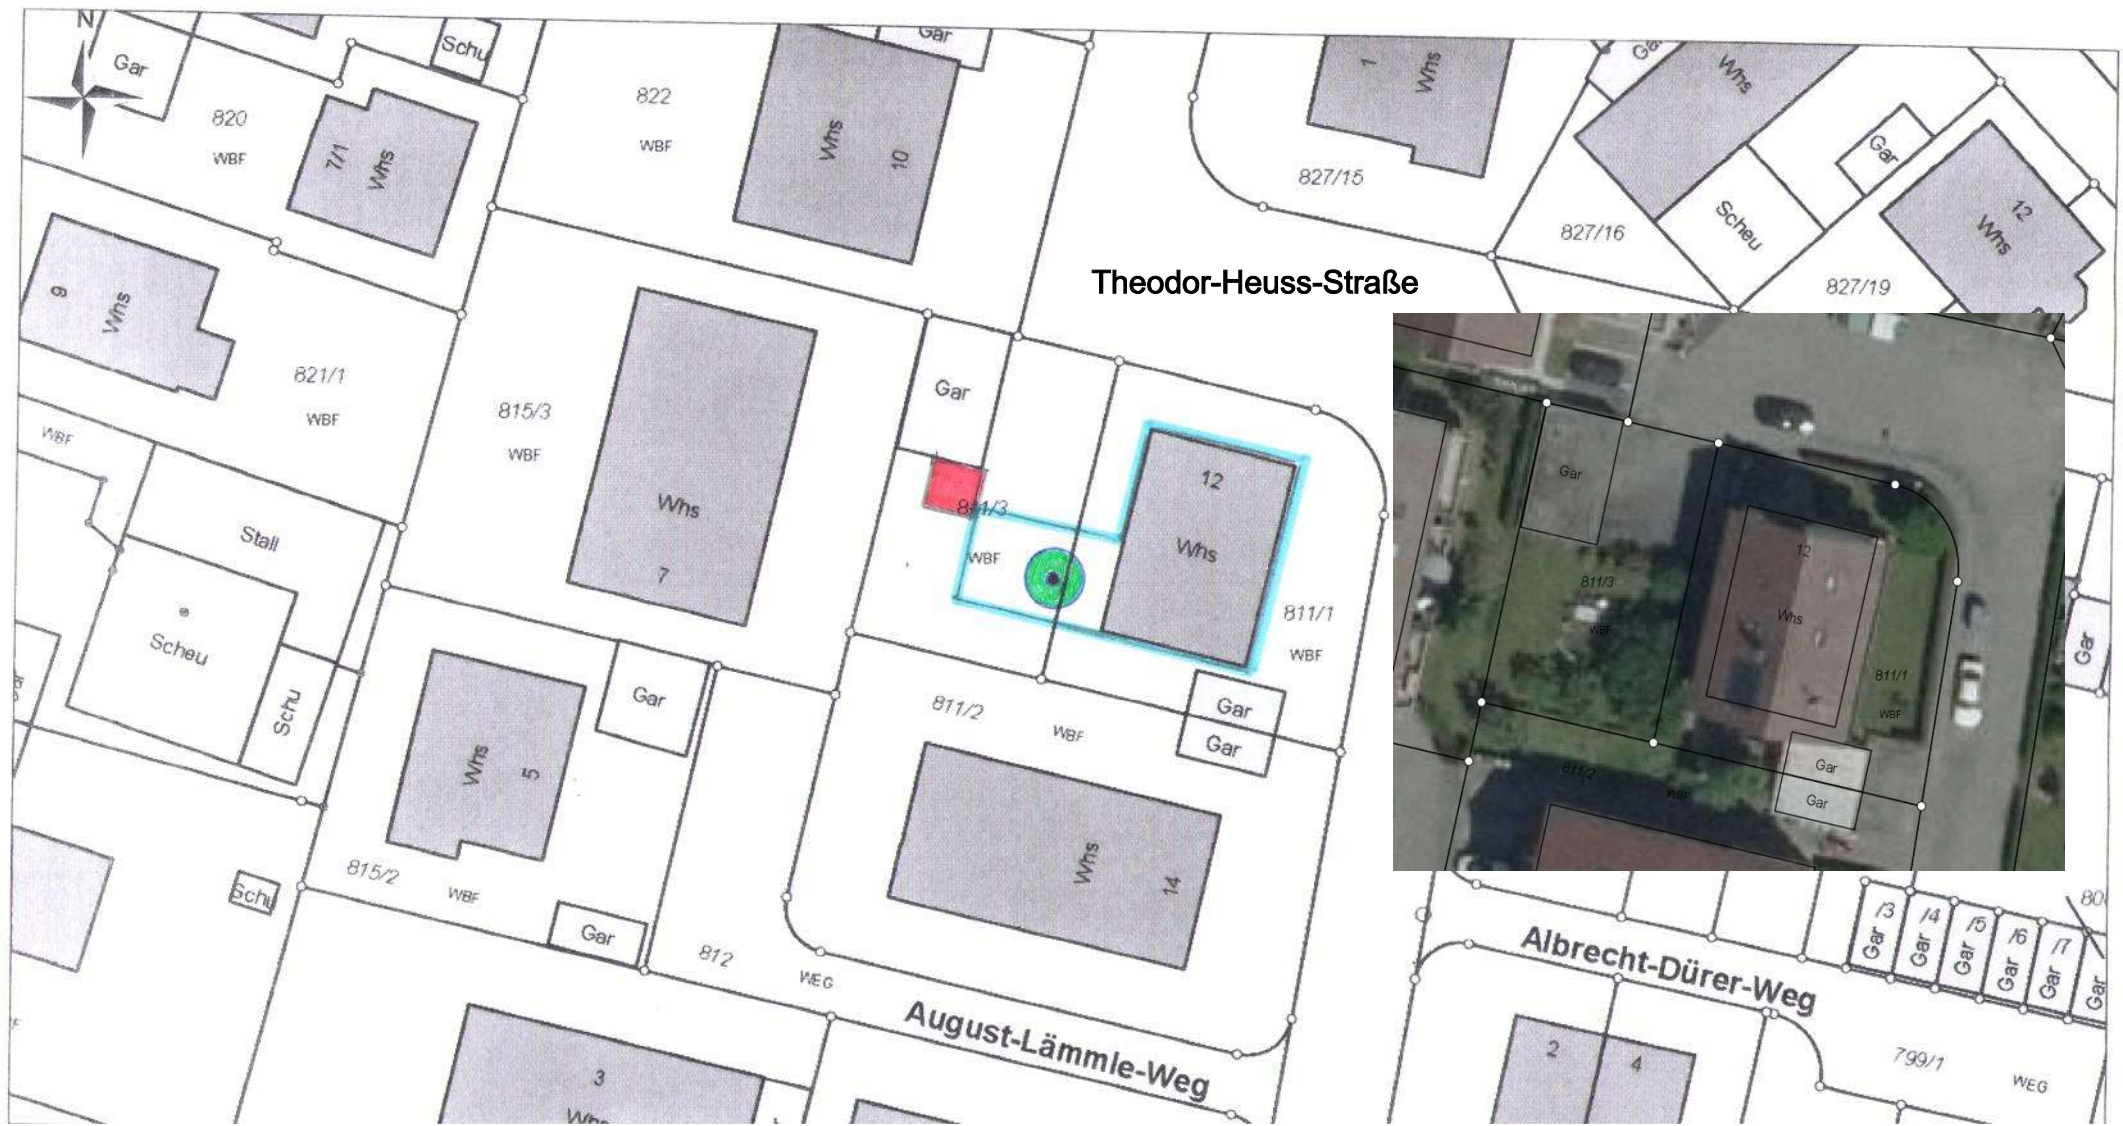 N
Gar
Schu
Gar
820
WBF
7/1
Whs
822
WBF
Whs
10
1
Whs
827/15
Whs
Gar
12
Whs
827/16
Scheu
827/19
Theodor-Heuss-Straße
9
Whs
821/1
WBF
WBF
815/3
WBF
Whs
7
Gar
811/3
WBF
12
Whs
811/1
WBF
Stall
Scheu
Schu
Gar
12
811/3
WBF
Whs
811/1
WBF
Gar
Gar
811/2
WBF
Gar
Whs
5
Gar
811/2
WBF
Gar
Gar
Whs
14
815/2
WBF
Schu
Gar
812
WEG
August-Lämmle-Weg
Albrecht-Dürer-Weg
/3
Gar
/4
Gar
/5
Gar
/6
Gar
/7
Gar
Gar
3
Whs
2
4
799/1
WEG